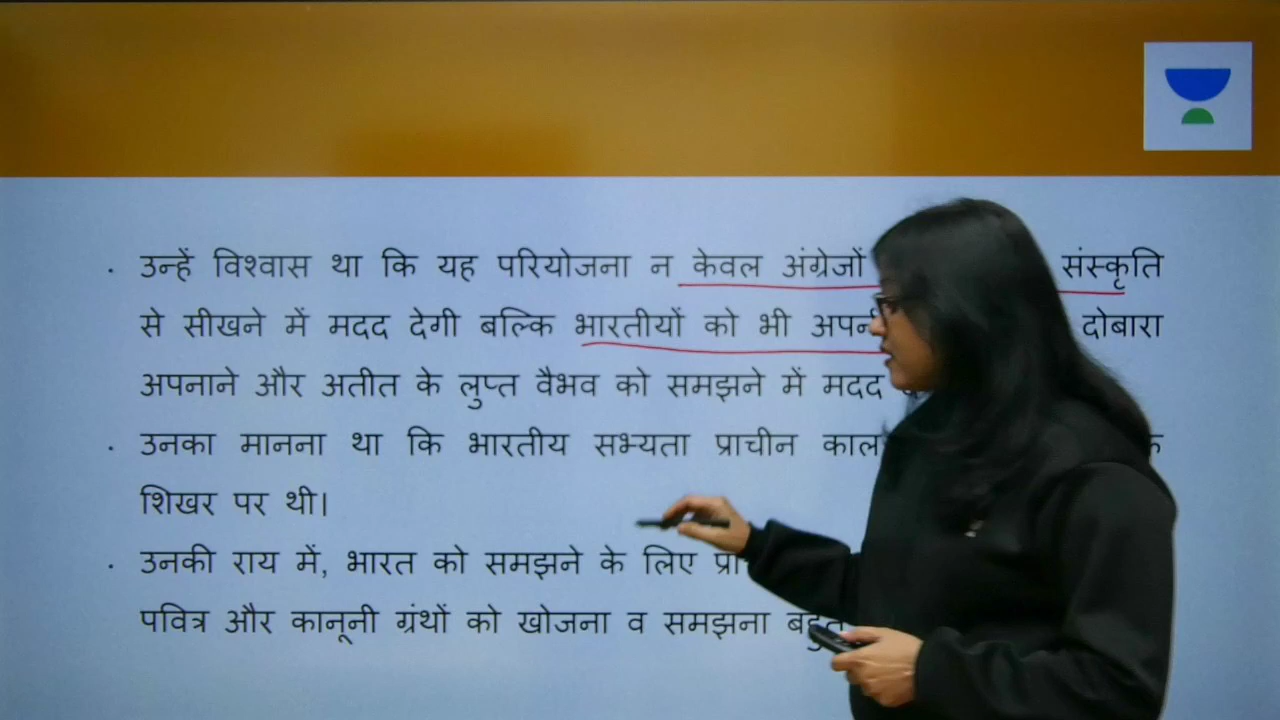 . उन्हें विश्वास था कि यह परियोजना न केवल अंग्रेजों संस्कृति
से सीखने में मदद देगी बल्कि भारतीयों को भी दोबारा
अपनाने और अतीत के लुप्त वैभव को समझने में मदद
. उनका मानना था कि भारतीय सभ्यता प्राचीन काल
शिखर पर थी।
. उनकी राय में, भारत को समझने के लिए
पवित्र और कानूनी ग्रंथों को खोजना व समझना